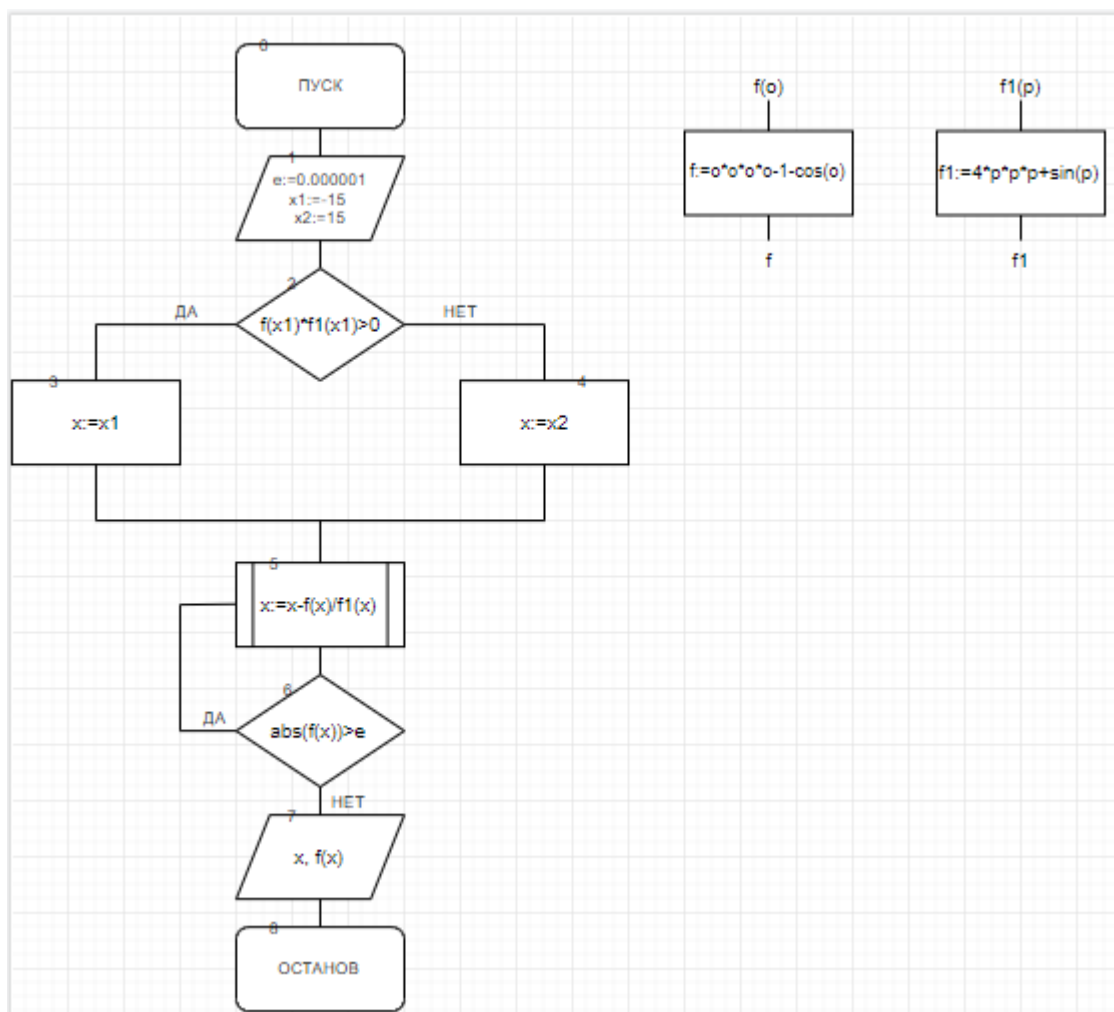 0
ПУСК
1
e:=0.000001
x1:=-15
x2:=15
2
ДА
f(x1)*f1(x1)>0
НЕТ
3
x:=x1
4
x:=x2
5
x:=x-f(x)/f1(x)
6
ДА
abs(f(x))>e
НЕТ
7
x, f(x)
8
ОСТАНОВ
f(o)
f:=o*o*o*o-1-cos(o)
f
f1(p)
f1:=4*p*p*p+sin(p)
f1